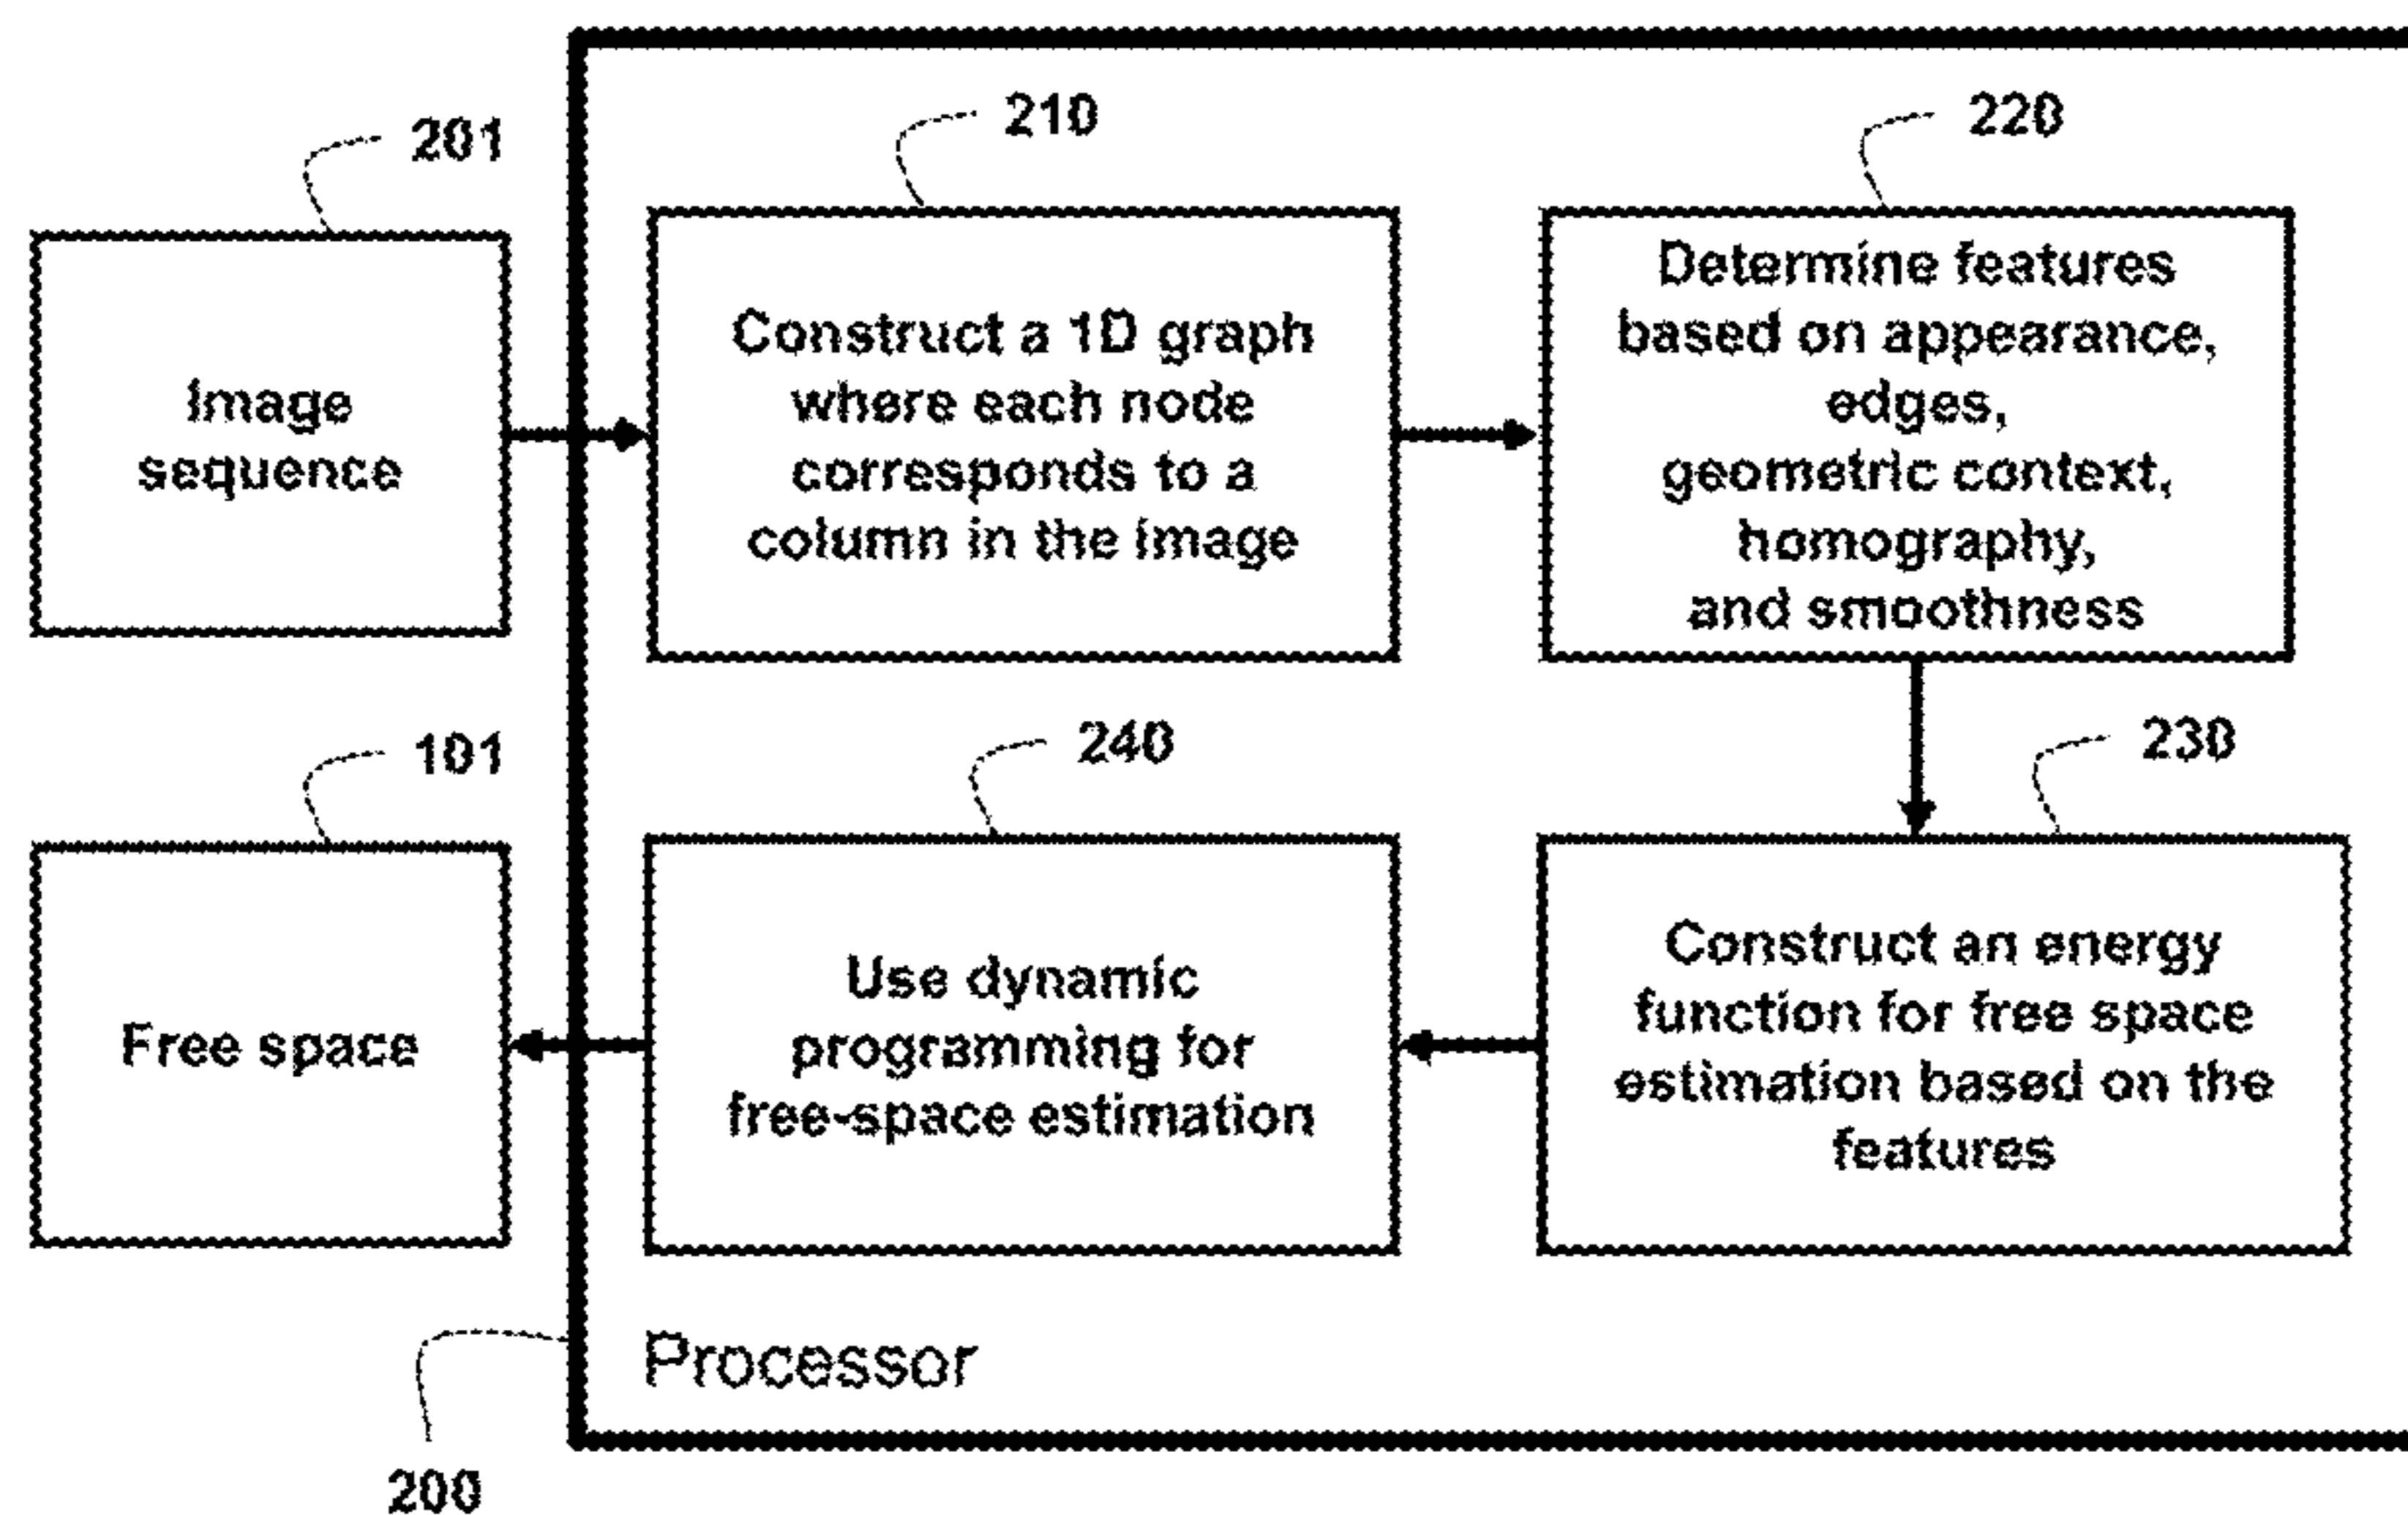 201
210
220
Image
sequence
Construct a 1D graph
where each node
corresponds to a
column in the image
Determine features
based on appearance,
edges,
geometric context,
homography,
and smoothness
101
240
230
Free space
Use dynamic
programming for
free-space estimation
Construct an energy
function for free space
estimation based on the
features
Processor
200